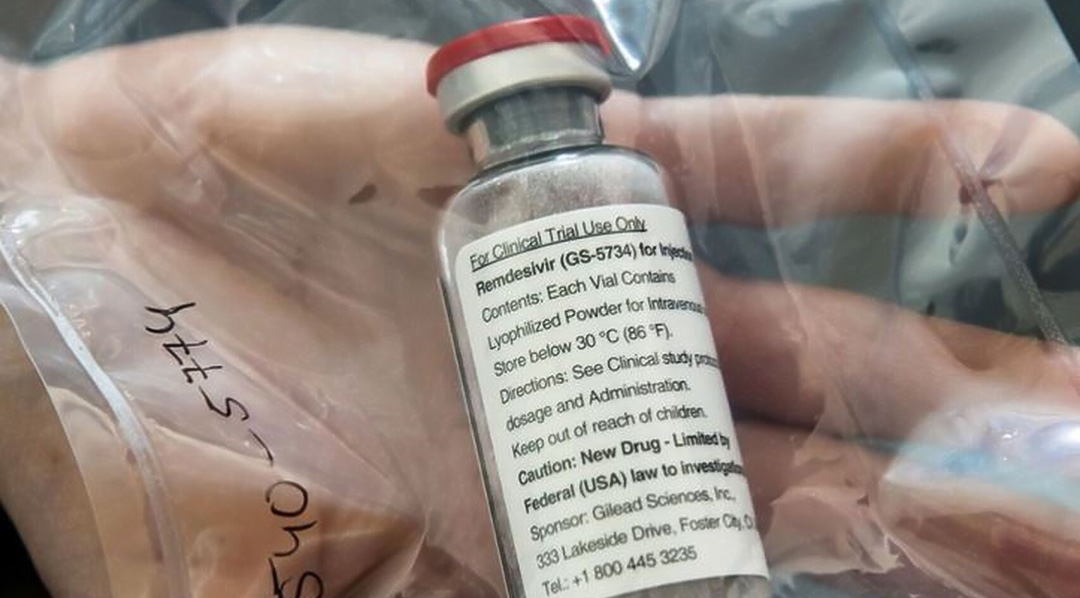 For Clinical Trial Use Only
Remdesivir (GS-5734) for
Contents: Each Vial Contains
Lyophilized Powder for
Store below 30 °C (86 °F).
Directions: See Clinical study
dosage and Administration.
Keep out of reach of children.
Caution: New Drug - Limited by
Federal (USA) law to
Sponsor: Gilead Sciences, Inc.,
333 Lakeside Drive, Foster City,
Tel.: +1 800 445 3235